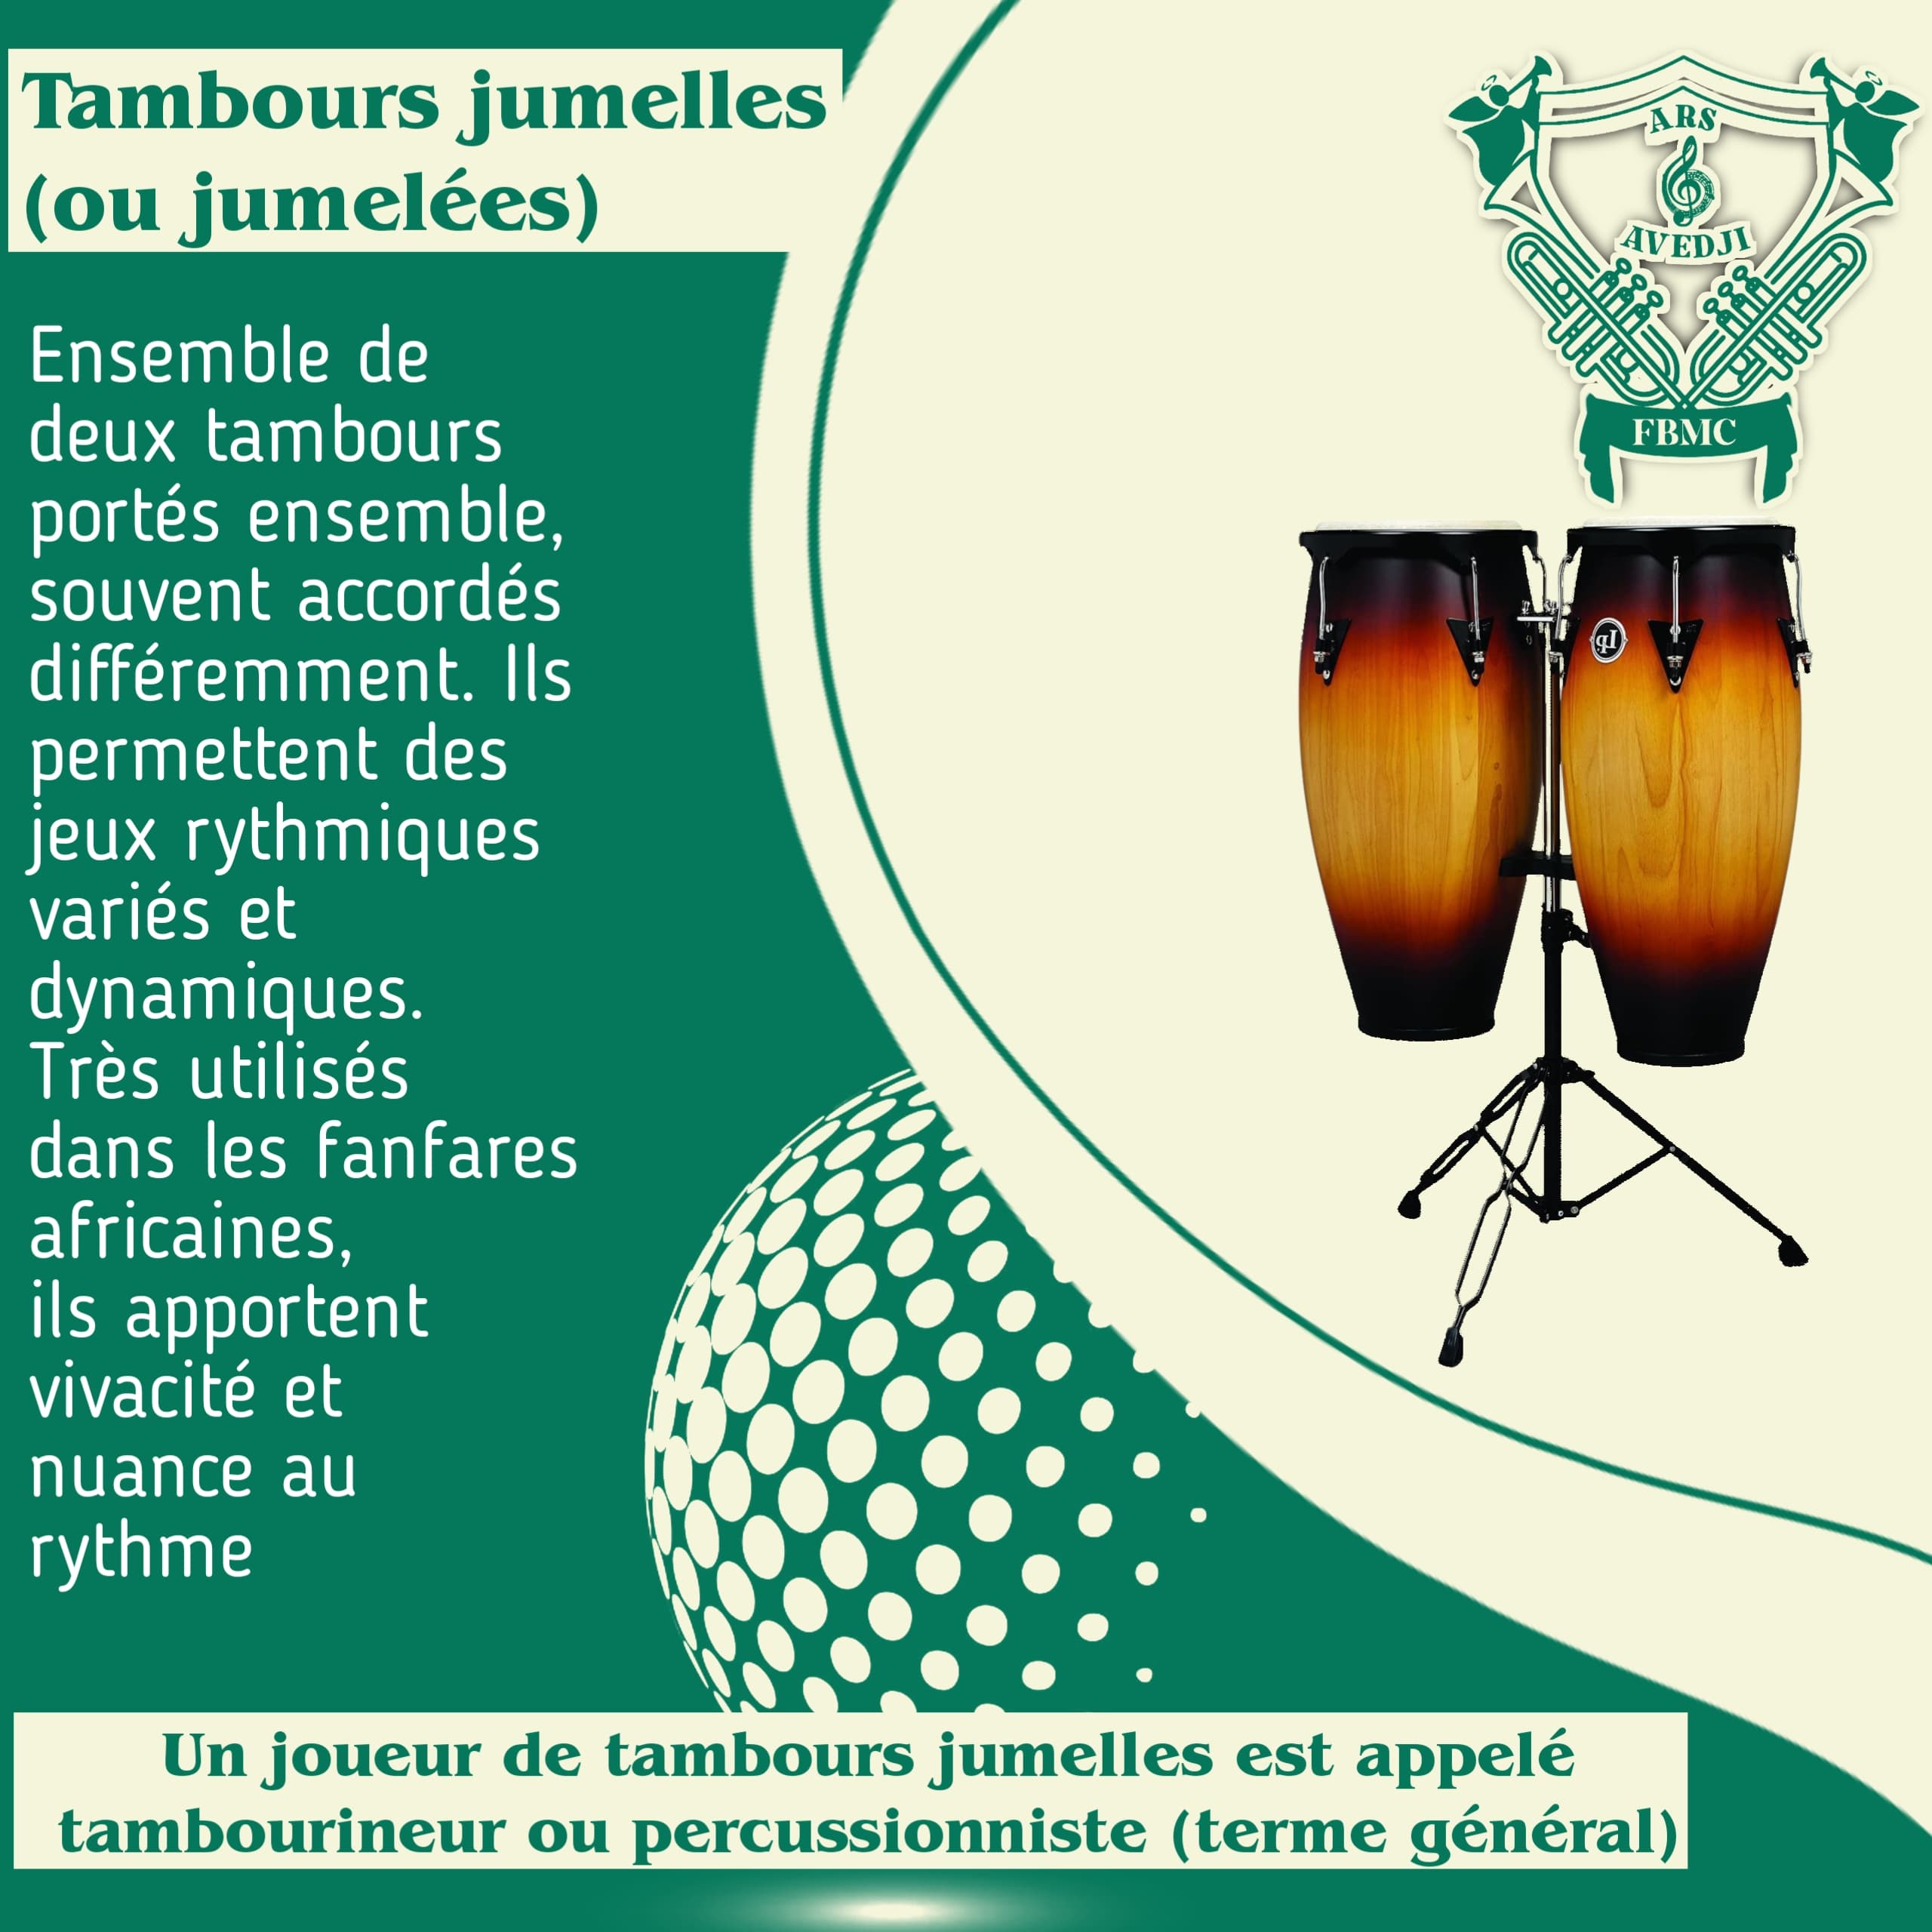 Tambours jumelles
(ou jumelées)
ARS
AVEDJI
FBMC
Ensemble de
deux tambours
portés ensemble,
souvent accordés
différemment. Ils
permettent des
jeux rythmiques
variés et
dynamiques.
Très utilisés
dans les fanfares
africaines,
ils apportent
vivacité et
nuance au
rythme
Un joueur de tambours jumelles est appelé
tambourineur ou percussionniste (terme général)